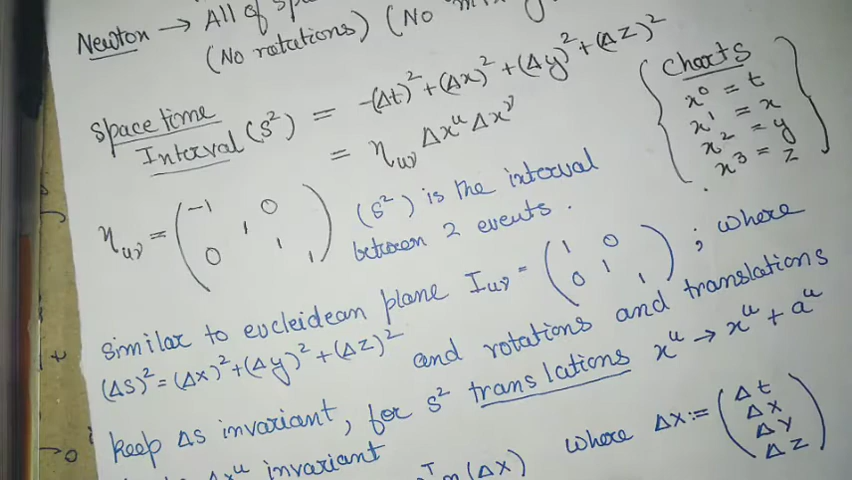 Newton → All of
(No rotations) (No
Space time
Interval (s²) = -(Δt)² + (Δx)² + (Δy)² + (Δz)²
= η_{uν} Δx^u Δx^ν
{ Charts
x⁰ = t
x¹ = x
x² = y
x³ = z }
η_{uν} = ( -1 0
1
0 1
1 )
(s²) is the interval
between 2 events.
similar to eucleidean plane I_{uν} = ( 1 0
1
0 1 ) ; where
(Δs)² = (Δx)² + (Δy)² + (Δz)² and rotations and translations
keep Δs invariant, for s² translations x^u → x^u + a^u
Δx^u invariant
(Δx) where Δx := ( Δt
Δx
Δy
Δz )